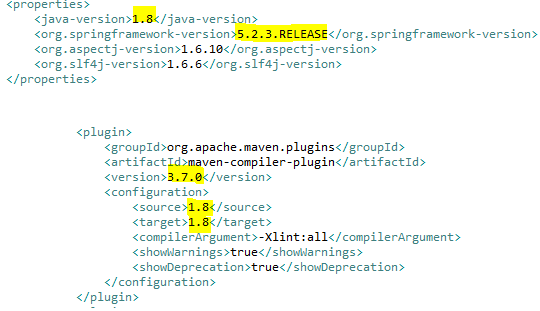 <properties>
<java-version>1.8</java-version>
<org.springframework-version>5.2.3.RELEASE</org.springframework-version>
<org.aspectj-version>1.6.10</org.aspectj-version>
<org.slf4j-version>1.6.6</org.slf4j-version>
</properties>
<plugin>
<groupId>org.apache.maven.plugins</groupId>
<artifactId>maven-compiler-plugin</artifactId>
<version>3.7.0</version>
<configuration>
<source>1.8</source>
<target>1.8</target>
<compilerArgument>-Xlint:all</compilerArgument>
<showWarnings>true</showWarnings>
<showDeprecation>true</showDeprecation>
</configuration>
</plugin>